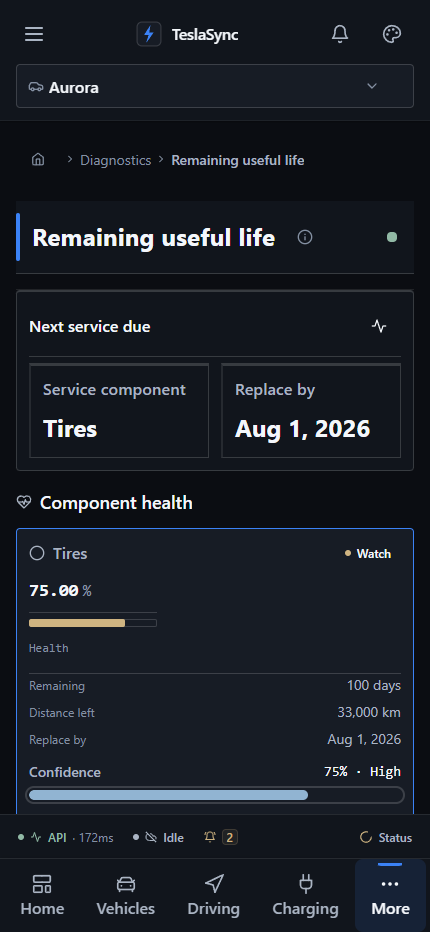 TeslaSync
Aurora
Diagnostics Remaining useful life
Remaining useful life
Next service due
Service component
Tires
Replace by
Aug 1, 2026
Component health
Tires
Watch
75.00 %
Health
Remaining 100 days
Distance left 33,000 km
Replace by Aug 1, 2026
Confidence 75% · High
API · 172ms Idle 2 Status
Home Vehicles Driving Charging More